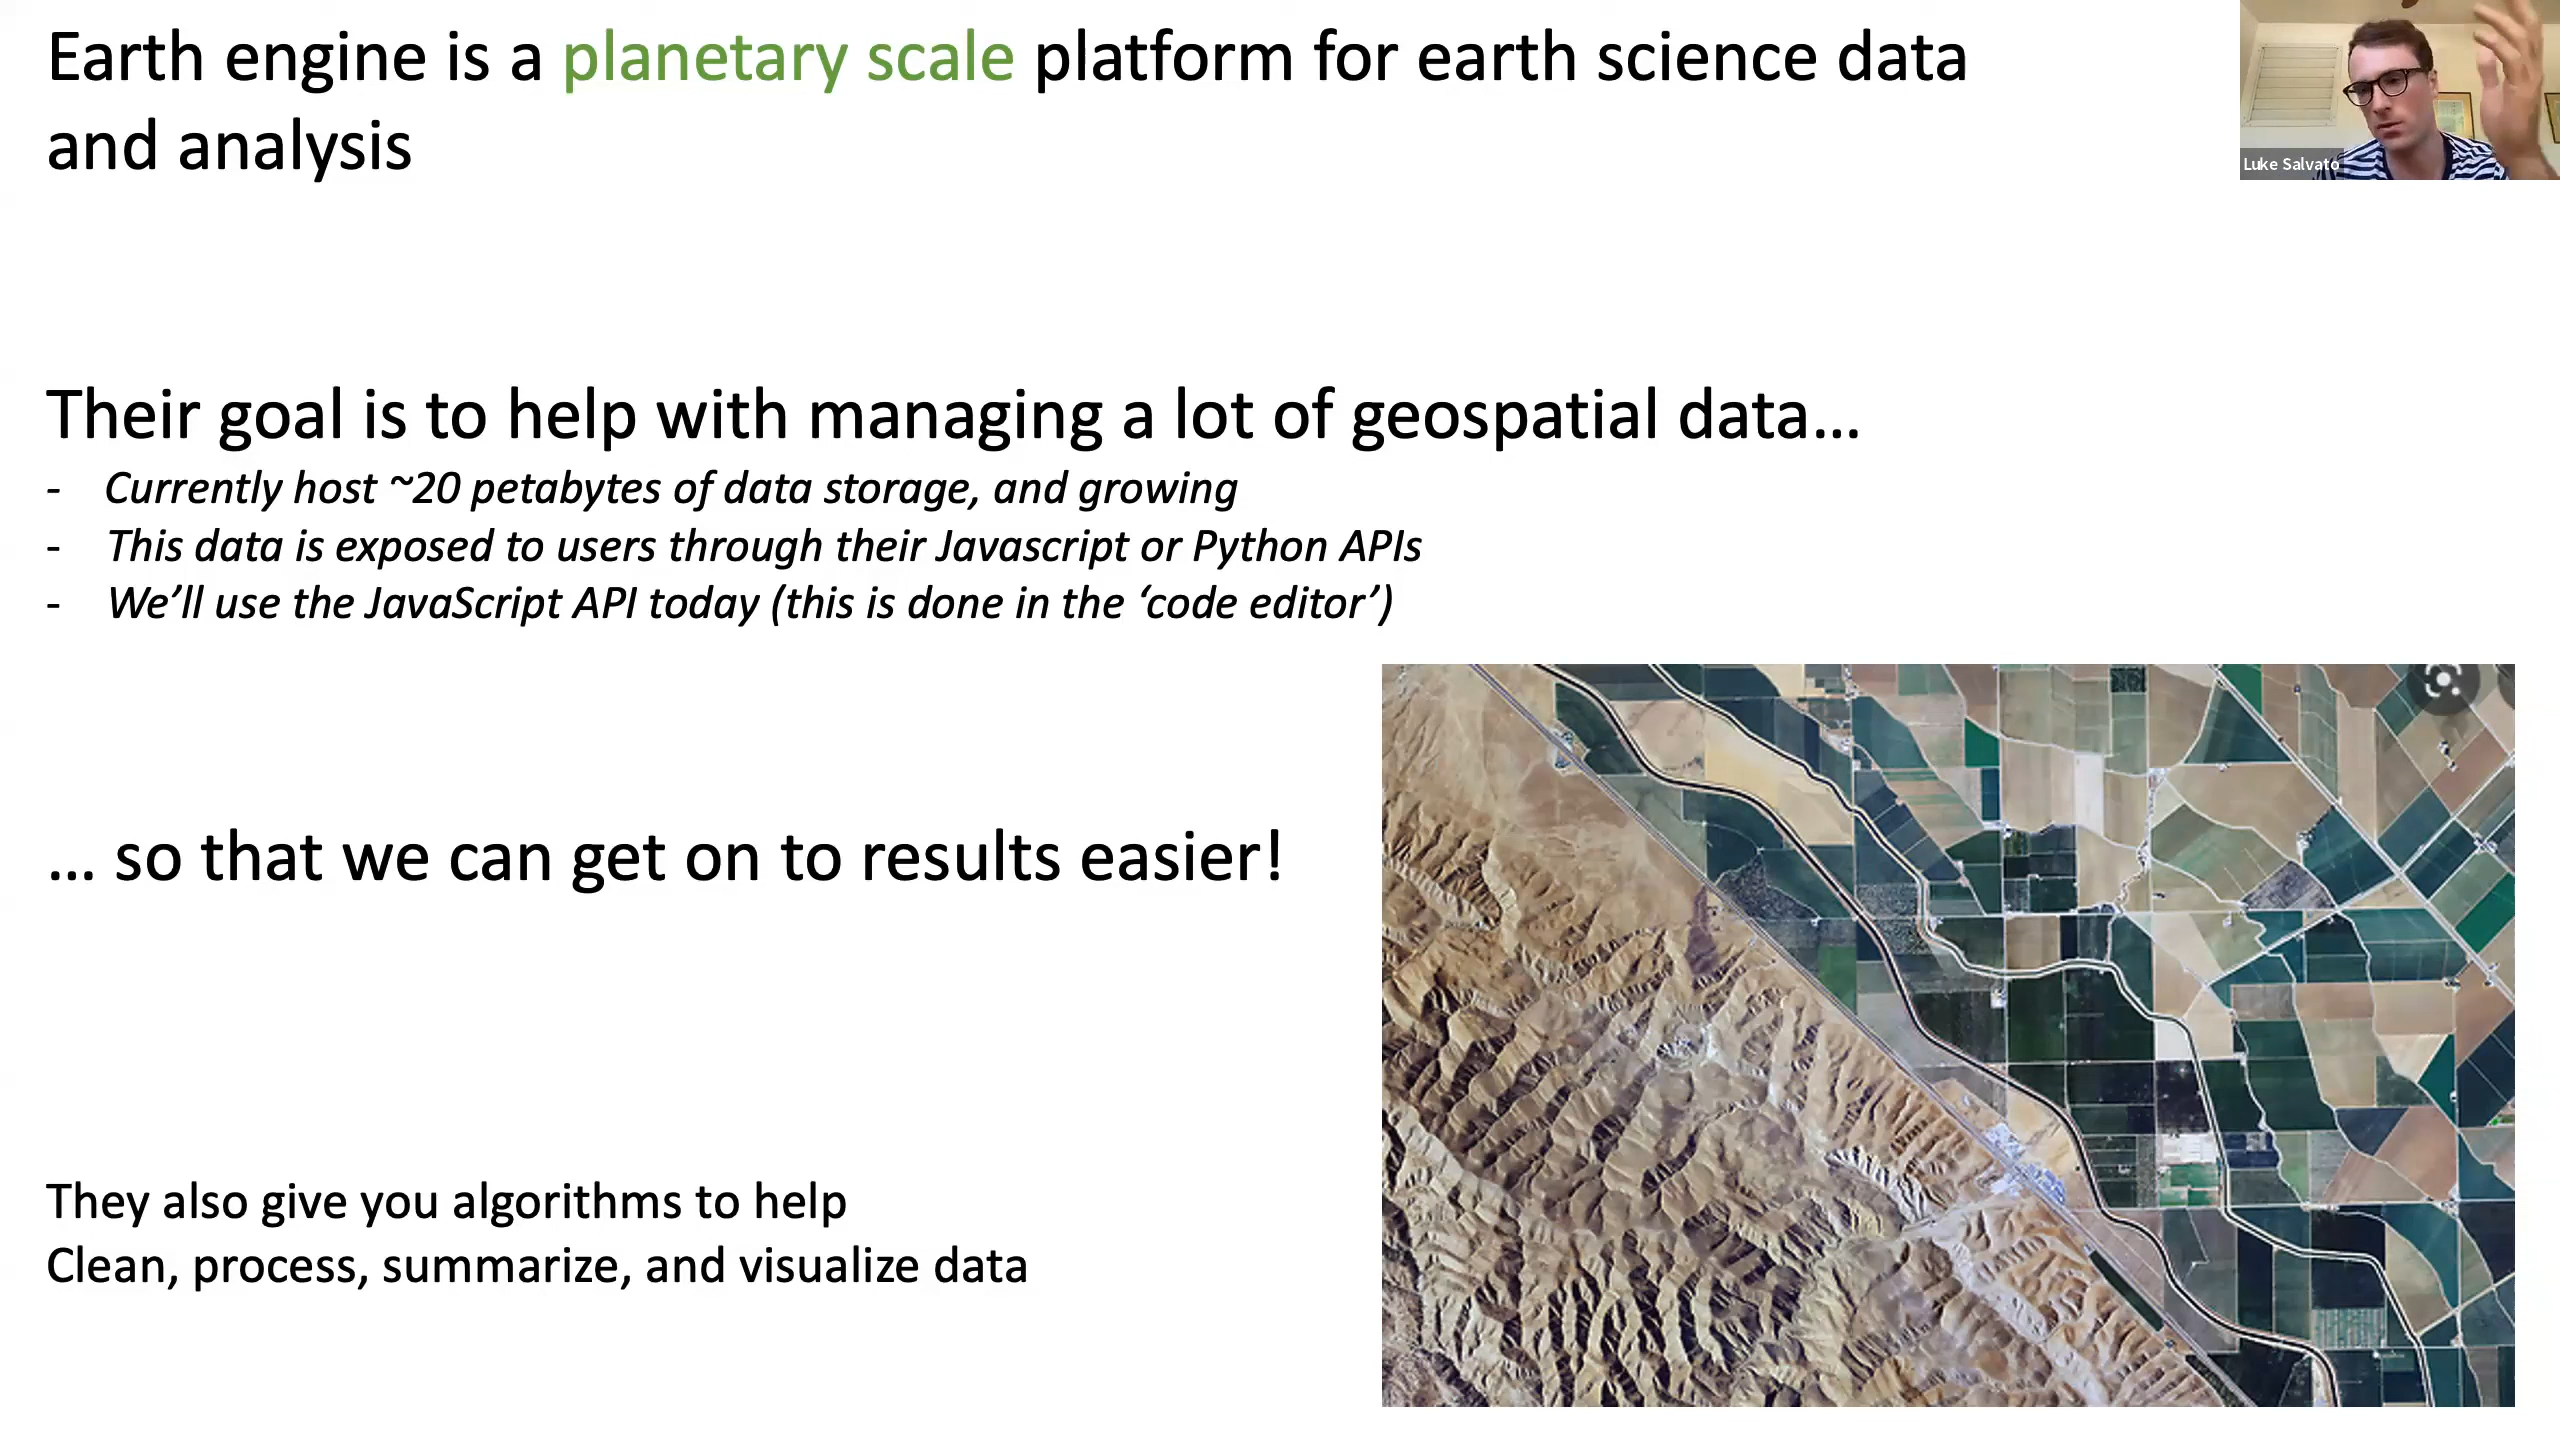 Earth engine is a planetary scale platform for earth science data
and analysis
Luke Salvato
Their goal is to help with managing a lot of geospatial data...
- Currently host ~20 petabytes of data storage, and growing
- This data is exposed to users through their Javascript or Python APIs
- We’ll use the JavaScript API today (this is done in the ‘code editor’)
... so that we can get on to results easier!
They also give you algorithms to help
Clean, process, summarize, and visualize data